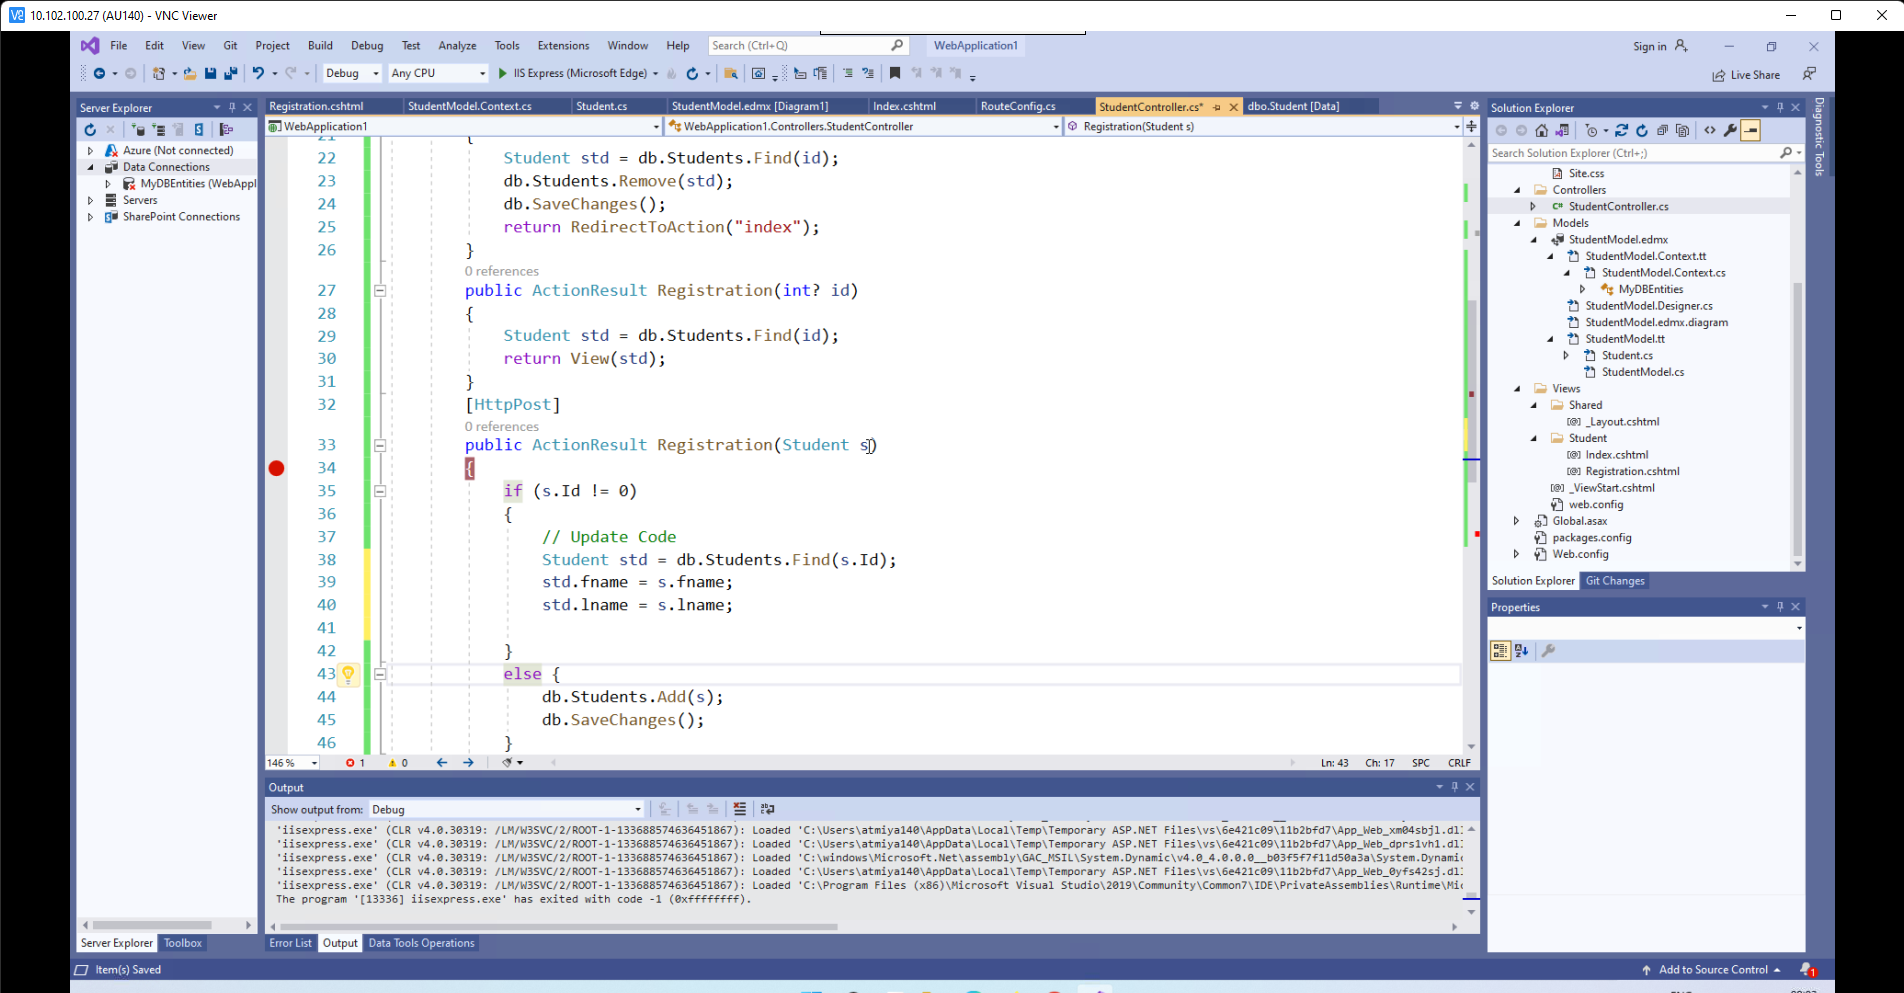 10.102.100.27 (AU140) - VNC Viewer
File Edit View Git Project Build Debug Test Analyze Tools Extensions Window Help Search (Ctrl+Q) WebApplication1 Sign in
Debug Any CPU IIS Express (Microsoft Edge) Live Share
Server Explorer
Azure (Not connected)
Data Connections
MyDBEntities (WebAppl
Servers
SharePoint Connections
Server Explorer Toolbox
Registration.cshtml StudentModel.Context.cs Student.cs StudentModel.edmx [Diagram1] Index.cshtml RouteConfig.cs StudentController.cs* dbo.Student [Data]
WebApplication1 WebApplication1.Controllers.StudentController Registration(Student s)
21 {
22 Student std = db.Students.Find(id);
23 db.Students.Remove(std);
24 db.SaveChanges();
25 return RedirectToAction("index");
26 }
0 references
27 public ActionResult Registration(int? id)
28 {
29 Student std = db.Students.Find(id);
30 return View(std);
31 }
32 [HttpPost]
0 references
33 public ActionResult Registration(Student s)
34 {
35 if (s.Id != 0)
36 {
37 // Update Code
38 Student std = db.Students.Find(s.Id);
39 std.fname = s.fname;
40 std.lname = s.lname;
41
42 }
43 else {
44 db.Students.Add(s);
45 db.SaveChanges();
46 }
146 % 1 0 Ln: 43 Ch: 17 SPC CRLF
Output
Show output from: Debug
'iisexpress.exe' (CLR v4.0.30319: /LM/W3SVC/2/ROOT-1-133688574636451867): Loaded 'C:\Users\atmiya140\AppData\Local\Temp\Temporary ASP.NET Files\vs\6e421c09\11b2bfd7\App_Web_xm04sbjl.dll
'iisexpress.exe' (CLR v4.0.30319: /LM/W3SVC/2/ROOT-1-133688574636451867): Loaded 'C:\Users\atmiya140\AppData\Local\Temp\Temporary ASP.NET Files\vs\6e421c09\11b2bfd7\App_Web_dprs1vh1.dll
'iisexpress.exe' (CLR v4.0.30319: /LM/W3SVC/2/ROOT-1-133688574636451867): Loaded 'C:\windows\Microsoft.Net\assembly\GAC_MSIL\System.Dynamic\v4.0_4.0.0.0__b03f5f7f11d50a3a\System.Dynamic
'iisexpress.exe' (CLR v4.0.30319: /LM/W3SVC/2/ROOT-1-133688574636451867): Loaded 'C:\Users\atmiya140\AppData\Local\Temp\Temporary ASP.NET Files\vs\6e421c09\11b2bfd7\App_Web_0yfs42sj.dll
'iisexpress.exe' (CLR v4.0.30319: /LM/W3SVC/2/ROOT-1-133688574636451867): Loaded 'C:\Program Files (x86)\Microsoft Visual Studio\2019\Community\Common7\IDE\PrivateAssemblies\Runtime\Mic
The program '[13336] iisexpress.exe' has exited with code -1 (0xffffffff).
Error List Output Data Tools Operations
Solution Explorer
Search Solution Explorer (Ctrl+;)
Site.css
Controllers
C# StudentController.cs
Models
StudentModel.edmx
StudentModel.Context.tt
StudentModel.Context.cs
MyDBEntities
StudentModel.Designer.cs
StudentModel.edmx.diagram
StudentModel.tt
Student.cs
StudentModel.cs
Views
Shared
[@] _Layout.cshtml
Student
[@] Index.cshtml
[@] Registration.cshtml
[@] _ViewStart.cshtml
web.config
Global.asax
packages.config
Web.config
Solution Explorer Git Changes
Properties
Diagnostic Tools
Item(s) Saved Add to Source Control 1